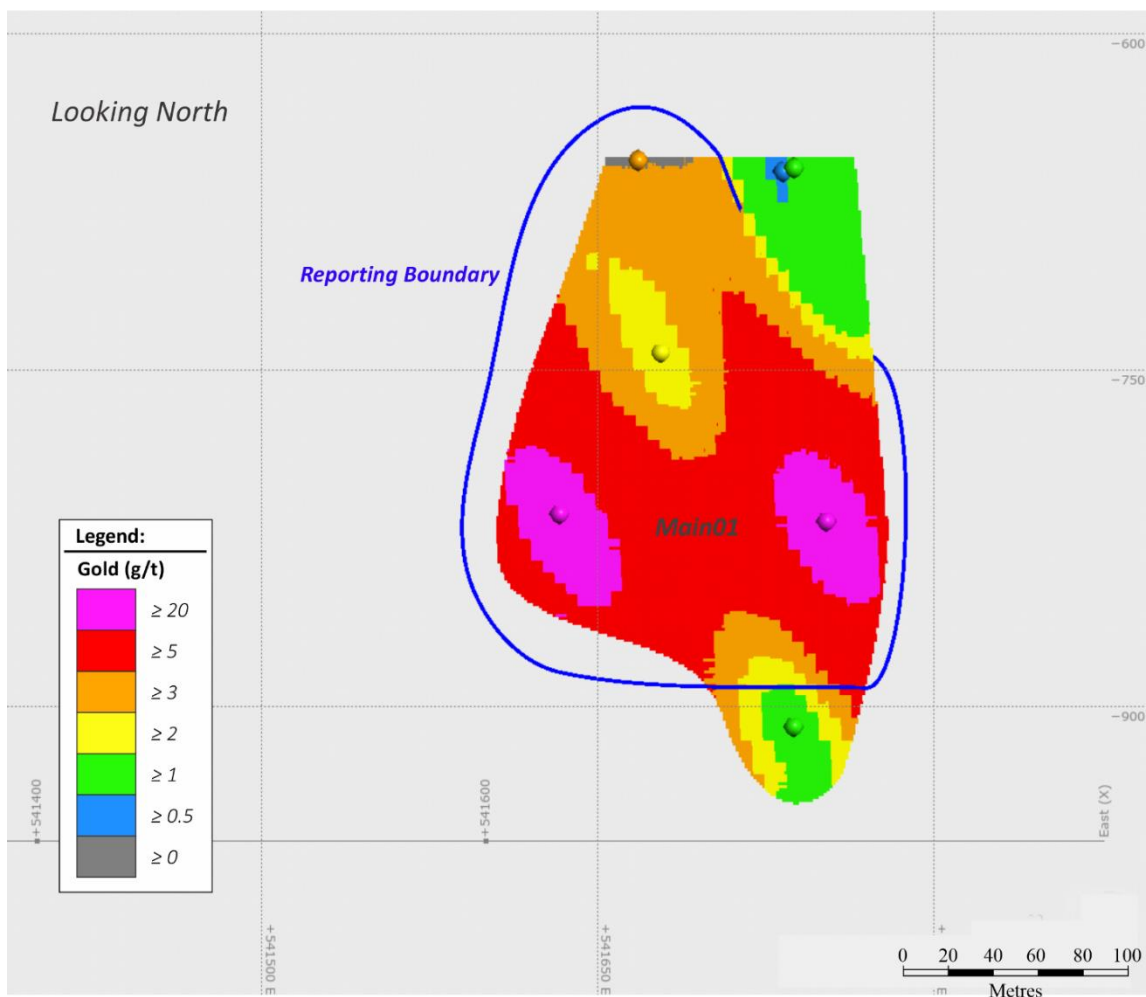 -600
Looking North
Reporting Boundary
-750
Main01
Legend:
Gold (g/t)
≥ 20
≥ 5
≥ 3
≥ 2
≥ 1
≥ 0.5
≥ 0
-900
+541400
+541600
East (X)
+541500 E
+541650 E
+
E
0 20 40 60 80 100
Metres